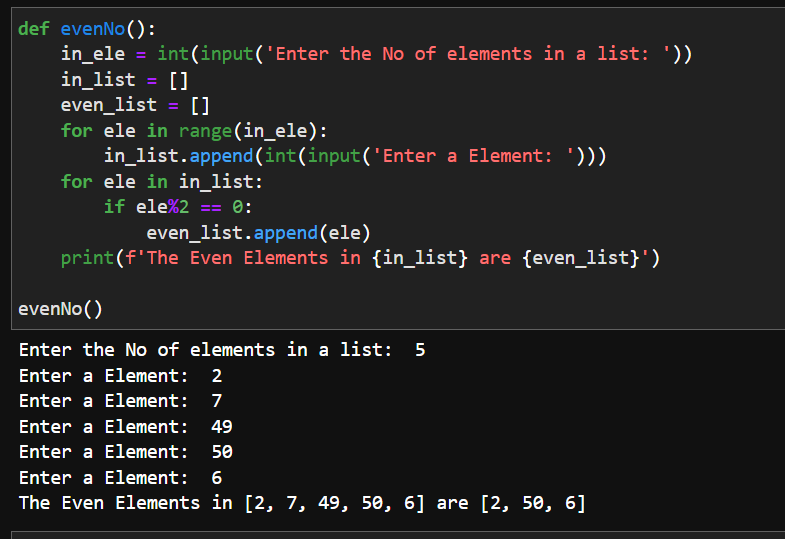 def evenNo():
    in_ele = int(input('Enter the No of elements in a list: '))
    in_list = []
    even_list = []
    for ele in range(in_ele):
        in_list.append(int(input('Enter a Element: ')))
    for ele in in_list:
        if ele%2 == 0:
            even_list.append(ele)
    print(f'The Even Elements in {in_list} are {even_list}')

evenNo()
Enter the No of elements in a list:  5
Enter a Element:  2
Enter a Element:  7
Enter a Element:  49
Enter a Element:  50
Enter a Element:  6
The Even Elements in [2, 7, 49, 50, 6] are [2, 50, 6]